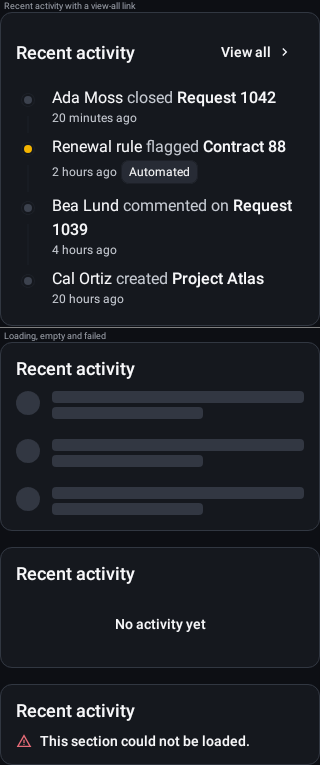 Recent activity with a view-all link
Recent activity
View all
Ada Moss closed Request 1042
20 minutes ago
Renewal rule flagged Contract 88
2 hours ago Automated
Bea Lund commented on Request
1039
4 hours ago
Cal Ortiz created Project Atlas
20 hours ago
Loading, empty and failed
Recent activity
Recent activity
No activity yet
Recent activity
This section could not be loaded.